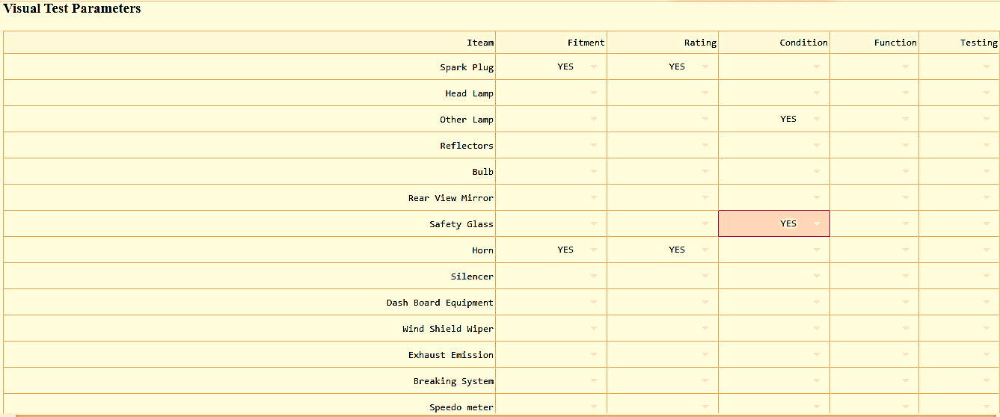 Visual Test Parameters
Iteam Fitment Rating Condition Function Testing
Spark Plug YES YES
Head Lamp
Other Lamp YES
Reflectors
Bulb
Rear View Mirror
Safety Glass YES
Horn YES YES
Silencer
Dash Board Equipment
Wind Shield Wiper
Exhaust Emission
Breaking System
Speedo meter